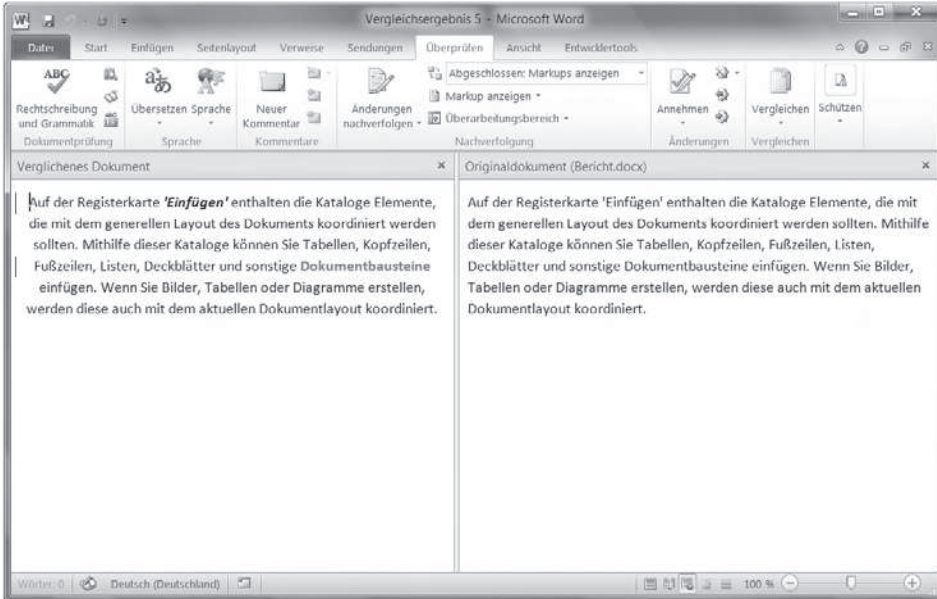 Vergleichsergebnis 5 - Microsoft Word
Datei Start Einfügen Seitenlayout Verweise Sendungen Überprüfen Ansicht Entwicklertools
ABC
Rechtschreibung und Grammatik
Übersetzen
Sprache
Neuer Kommentar
Änderungen nachverfolgen
Abgeschlossen: Markups anzeigen
Markup anzeigen
Überarbeitungsbereich
Annehmen
Vergleichen
Schützen
Dokumentprüfung Sprache Kommentare Nachverfolgung Änderungen Vergleichen
Verglichenes Dokument
Auf der Registerkarte 'Einfügen' enthalten die Kataloge Elemente,
die mit dem generellen Layout des Dokuments koordiniert werden
sollten. Mithilfe dieser Kataloge können Sie Tabellen, Kopfzeilen,
Fußzeilen, Listen, Deckblätter und sonstige Dokumentbausteine
einfügen. Wenn Sie Bilder, Tabellen oder Diagramme erstellen,
werden diese auch mit dem aktuellen Dokumentlayout koordiniert.
Originaldokument (Bericht.docx)
Auf der Registerkarte 'Einfügen' enthalten die Kataloge Elemente, die mit
dem generellen Layout des Dokuments koordiniert werden sollten. Mithilfe
dieser Kataloge können Sie Tabellen, Kopfzeilen, Fußzeilen, Listen,
Deckblätter und sonstige Dokumentbausteine einfügen. Wenn Sie Bilder,
Tabellen oder Diagramme erstellen, werden diese auch mit dem aktuellen
Dokumentlayout koordiniert.
Wörter: 0 Deutsch (Deutschland) 100 %